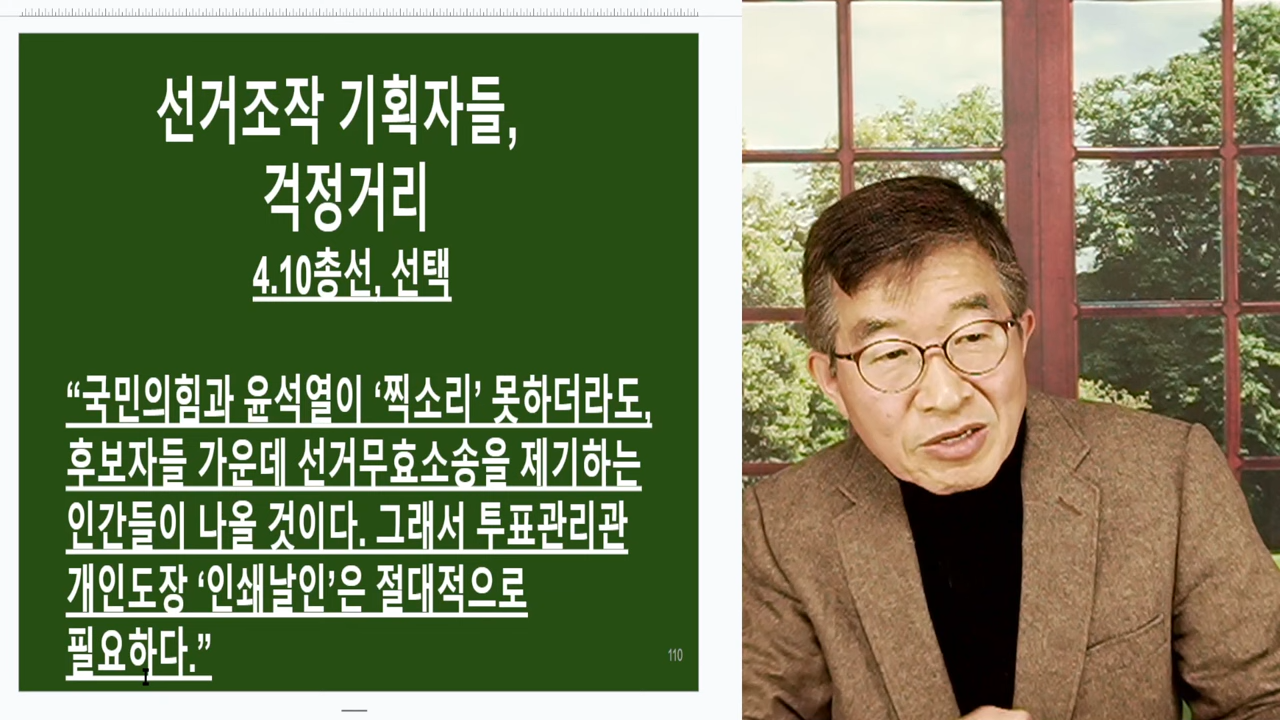 선거조작 기획자들,
걱정거리
4.10총선, 선택
“국민의힘과 윤석열이 ‘찍소리’ 못하더라도,
후보자들 가운데 선거무효소송을 제기하는
인간들이 나올 것이다. 그래서 투표관리관
개인도장 ‘인쇄날인’은 절대적으로
필요하다.”
110